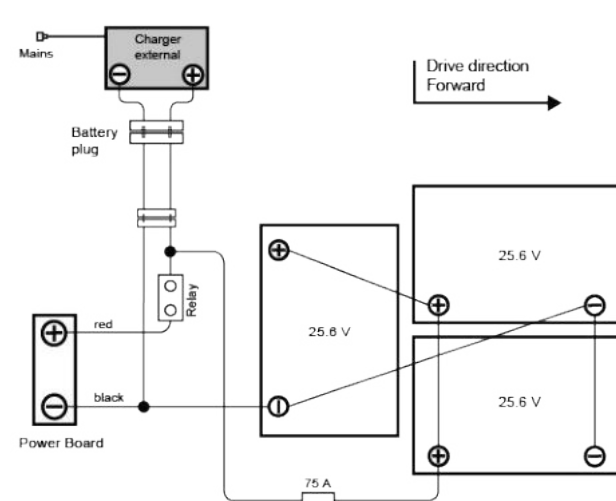 Charger
external
Mains
Drive direction
Forward
Battery
plug
25.6 V
Relay
red
25.6 V
black
25.6 V
Power Board
75 A